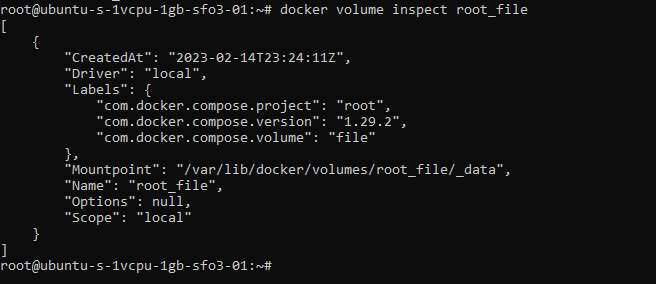 root@ubuntu-s-1vcpu-1gb-sfo3-01:~# docker volume inspect root_file
[
    {
        "CreatedAt": "2023-02-14T23:24:11Z",
        "Driver": "local",
        "Labels": {
            "com.docker.compose.project": "root",
            "com.docker.compose.version": "1.29.2",
            "com.docker.compose.volume": "file"
        },
        "Mountpoint": "/var/lib/docker/volumes/root_file/_data",
        "Name": "root_file",
        "Options": null,
        "Scope": "local"
    }
]
root@ubuntu-s-1vcpu-1gb-sfo3-01:~#